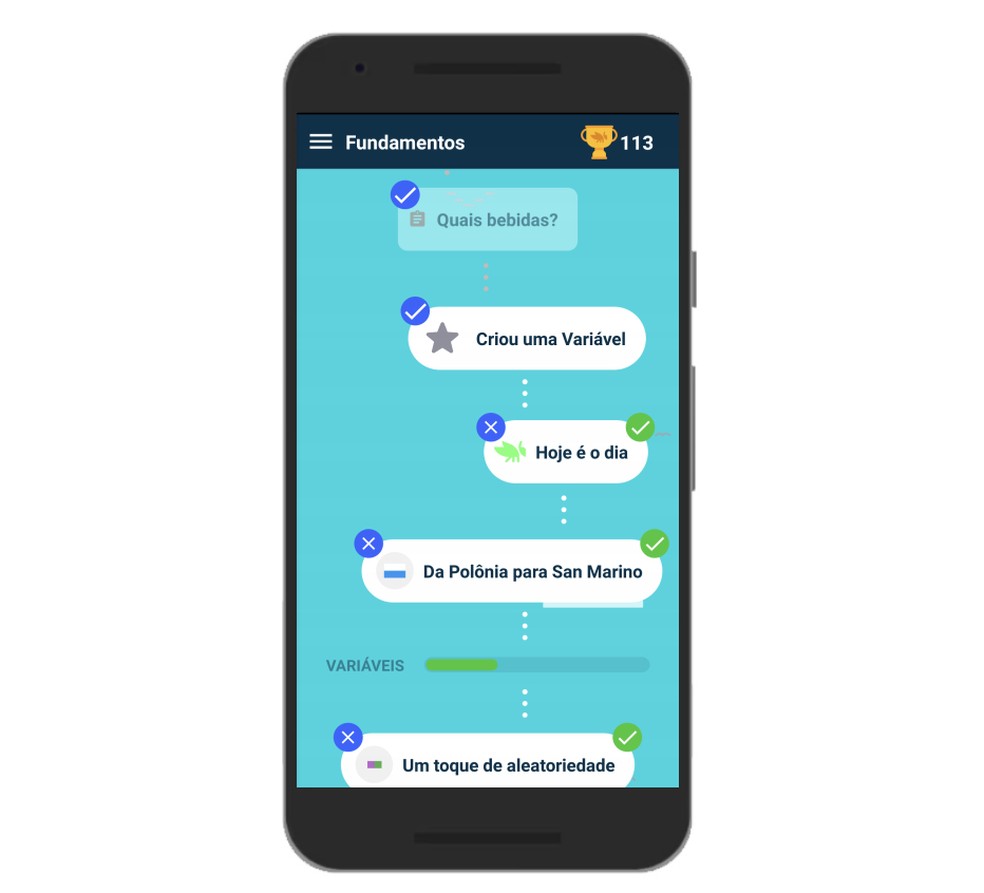 Fundamentos
113
Quais bebidas?
Criou uma Variável
Hoje é o dia
Da Polônia para San Marino
VARIÁVEIS
Um toque de aleatoriedade